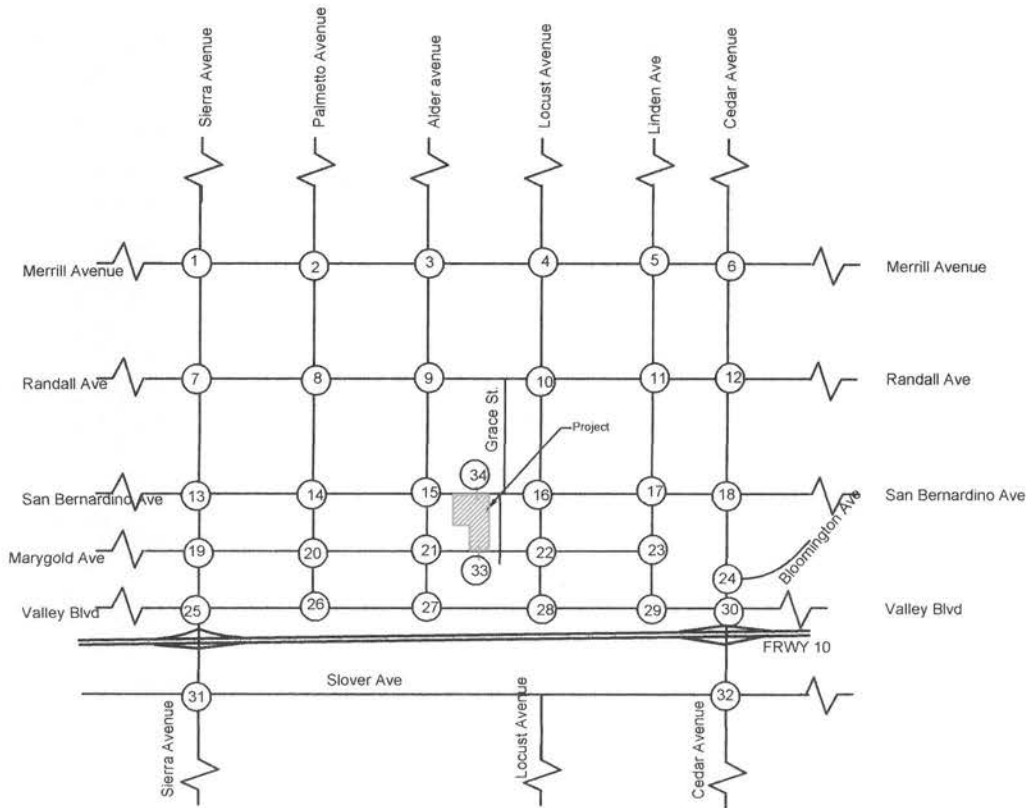 Sierra Avenue
Palmetto Avenue
Alder avenue
Locust Avenue
Linden Ave
Cedar Avenue
1
2
3
4
5
6
Merrill Avenue
Merrill Avenue
7
8
9
10
11
12
Randall Ave
Randall Ave
Grace St.
Project
34
13
14
15
16
17
18
San Bernardino Ave
San Bernardino Ave
19
20
21
22
23
Marygold Ave
33
24
Bloomington Ave
25
26
27
28
29
30
Valley Blvd
Valley Blvd
FRWY 10
Slover Ave
31
32
Sierra Avenue
Locust Avenue
Cedar Avenue